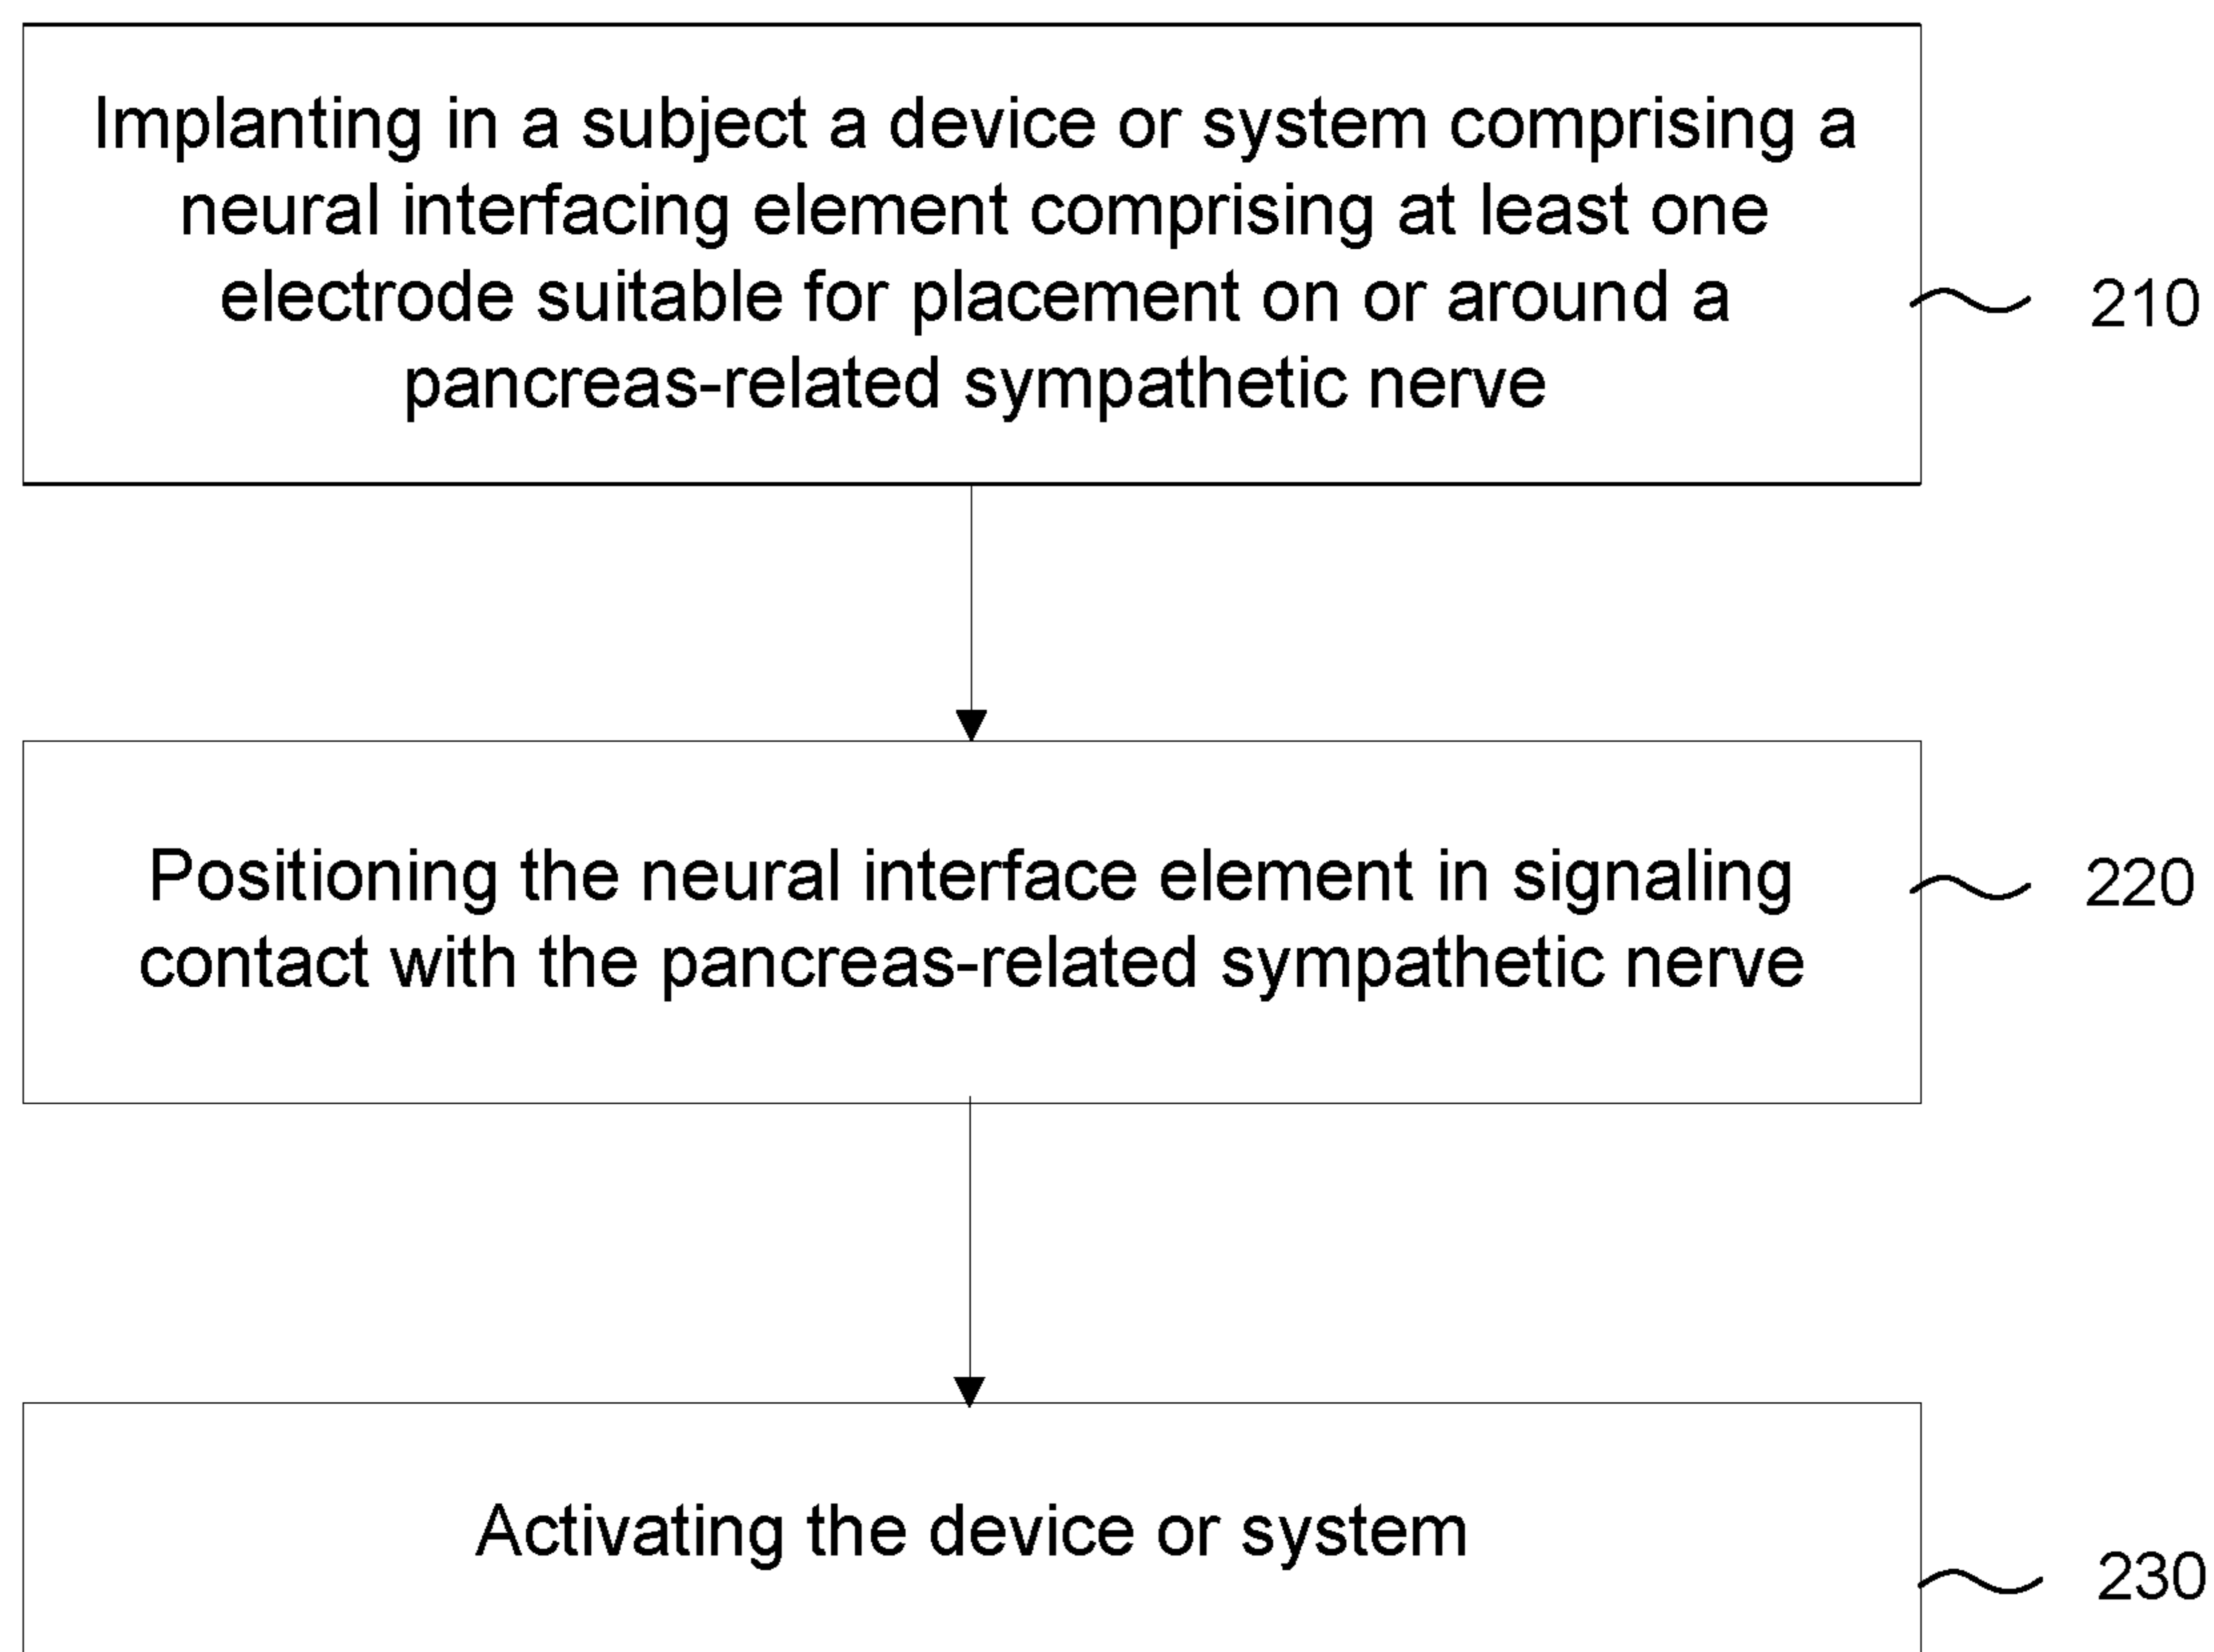 Implanting in a subject a device or system comprising a
neural interfacing element comprising at least one
electrode suitable for placement on or around a
pancreas-related sympathetic nerve
210
Positioning the neural interface element in signaling
contact with the pancreas-related sympathetic nerve
220
Activating the device or system
230